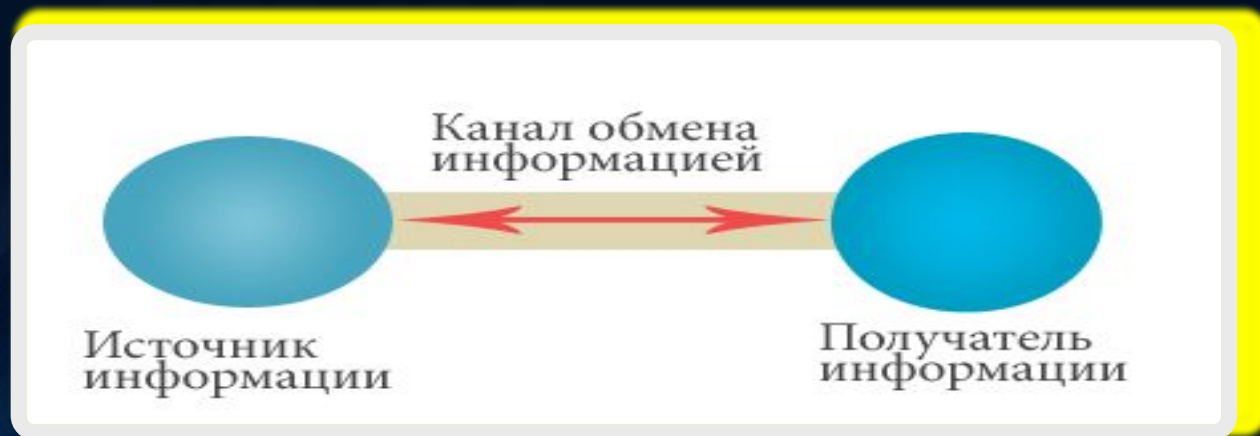 Канал обмена
информацией
Источник
информации
Получатель
информации